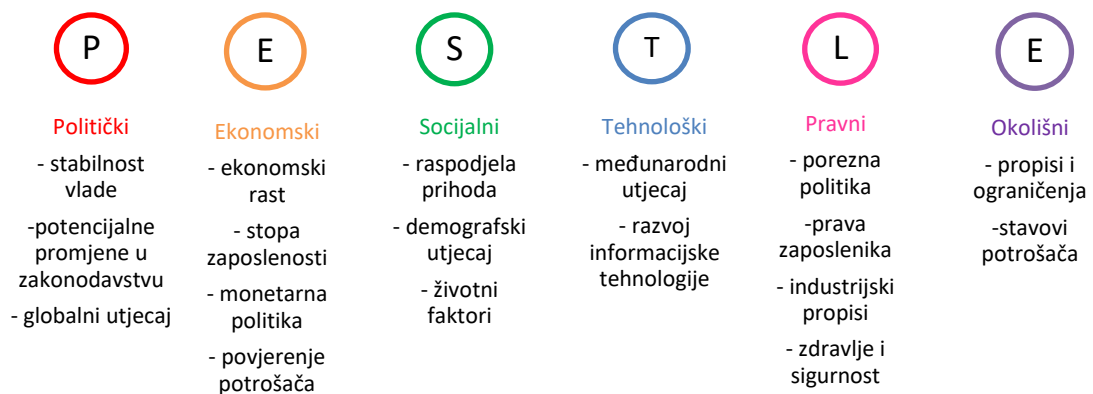 P
Politički
- stabilnost
vlade
-potencijalne
promjene u
zakonodavstvu
- globalni utjecaj
E
Ekonomski
- ekonomski
rast
- stopa
zaposlenosti
- monetarna
politika
- povjerenje
potrošača
S
Socijalni
- raspodjela
prihoda
- demografski
utjecaj
- životni
faktori
T
Tehnološki
- međunarodni
utjecaj
- razvoj
informacijske
tehnologije
L
Pravni
- porezna
politika
-prava
zaposlenika
- industrijski
propisi
- zdravlje i
sigurnost
E
Okolišni
- propisi i
ograničenja
-stavovi
potrošača